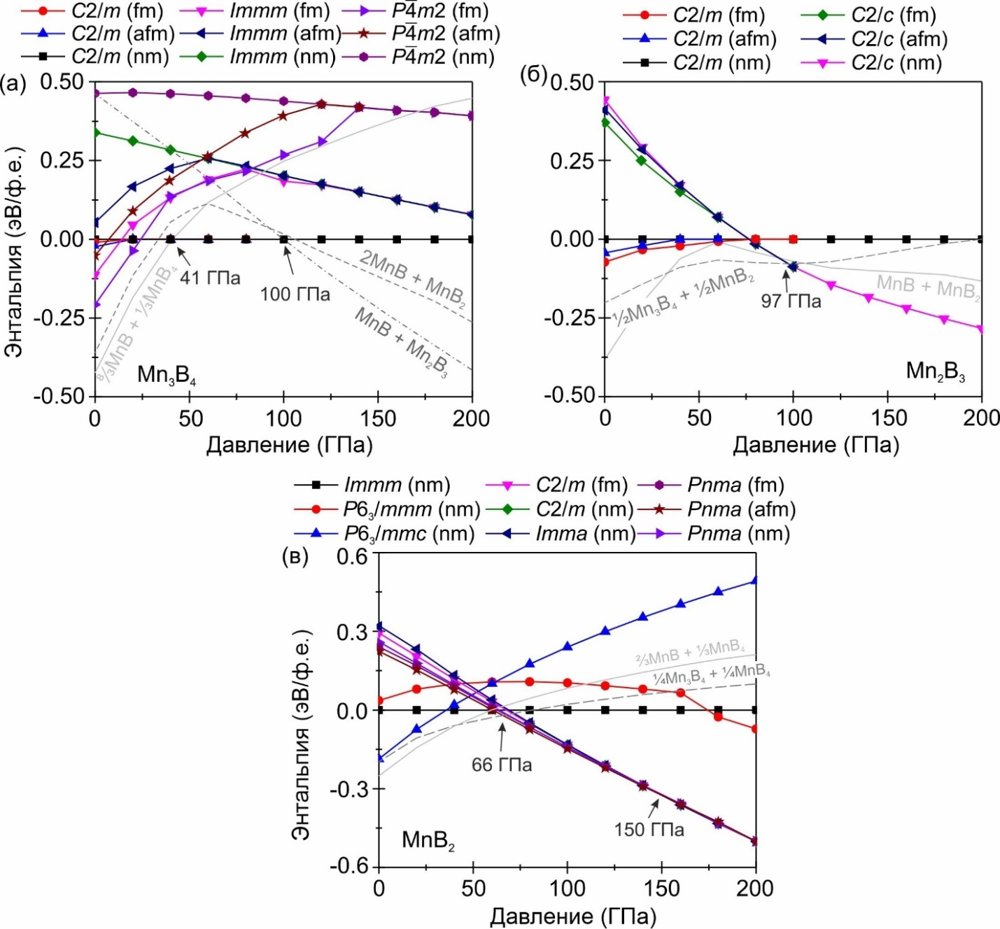 C2/m (fm) Immm (fm) P4̅m2 (fm)
C2/m (afm) Immm (afm) P4̅m2 (afm)
C2/m (nm) Immm (nm) P4̅m2 (nm)
(а)
0.50
0.25
0.00
-0.25
-0.50
Энтальпия (эВ/ф.е.)
41 ГПа
100 ГПа
2MnB + MnB₂
MnB + Mn₂B₃
⁸⁄₃MnB + ⅓MnB₄
Mn₃B₄
0 50 100 150 200
Давление (ГПа)
C2/m (fm) C2/c (fm)
C2/m (afm) C2/c (afm)
C2/m (nm) C2/c (nm)
(б)
0.50
0.25
0.00
-0.25
-0.50
½Mn₃B₄ + ½MnB₂
MnB + MnB₂
97 ГПа
Mn₂B₃
0 50 100 150 200
Давление (ГПа)
Immm (nm) C2/m (fm) Pnma (fm)
P6₃/mmm (nm) C2/m (nm) Pnma (afm)
P6₃/mmc (nm) Imma (nm) Pnma (nm)
(в)
0.6
0.3
0.0
-0.3
-0.6
Энтальпия (эВ/ф.е.)
⅔MnB + ⅓MnB₄
¼Mn₃B₄ + ¼MnB₄
66 ГПа
150 ГПа
MnB₂
0 50 100 150 200
Давление (ГПа)